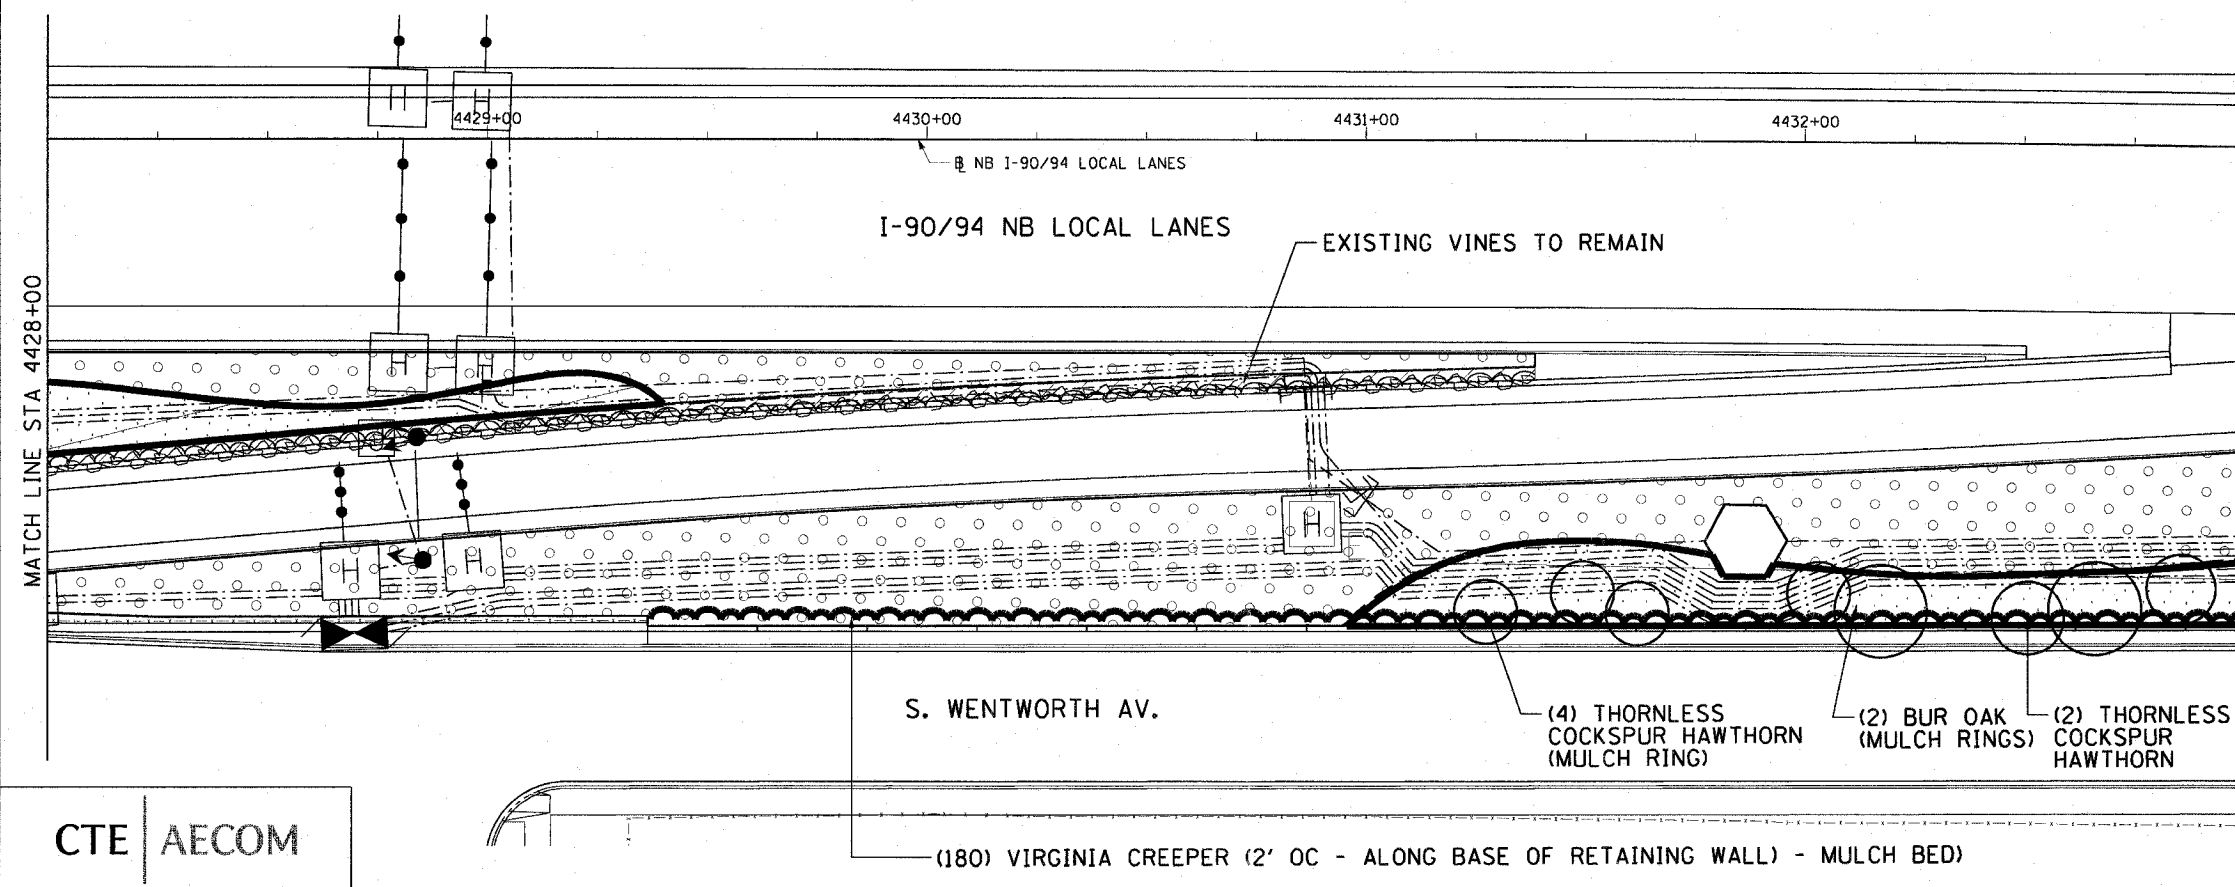 4429+00
4430+00
4431+00
4432+00
℄ NB I-90/94 LOCAL LANES
I-90/94 NB LOCAL LANES
EXISTING VINES TO REMAIN
MATCH LINE STA 4428+00
H
H
H
H
H
H
H
S. WENTWORTH AV.
(4) THORNLESS
COCKSPUR HAWTHORN
(MULCH RING)
(2) BUR OAK
(MULCH RINGS)
(2) THORNLESS
COCKSPUR
HAWTHORN
CTE | AECOM
(180) VIRGINIA CREEPER (2' OC - ALONG BASE OF RETAINING WALL) - MULCH BED)